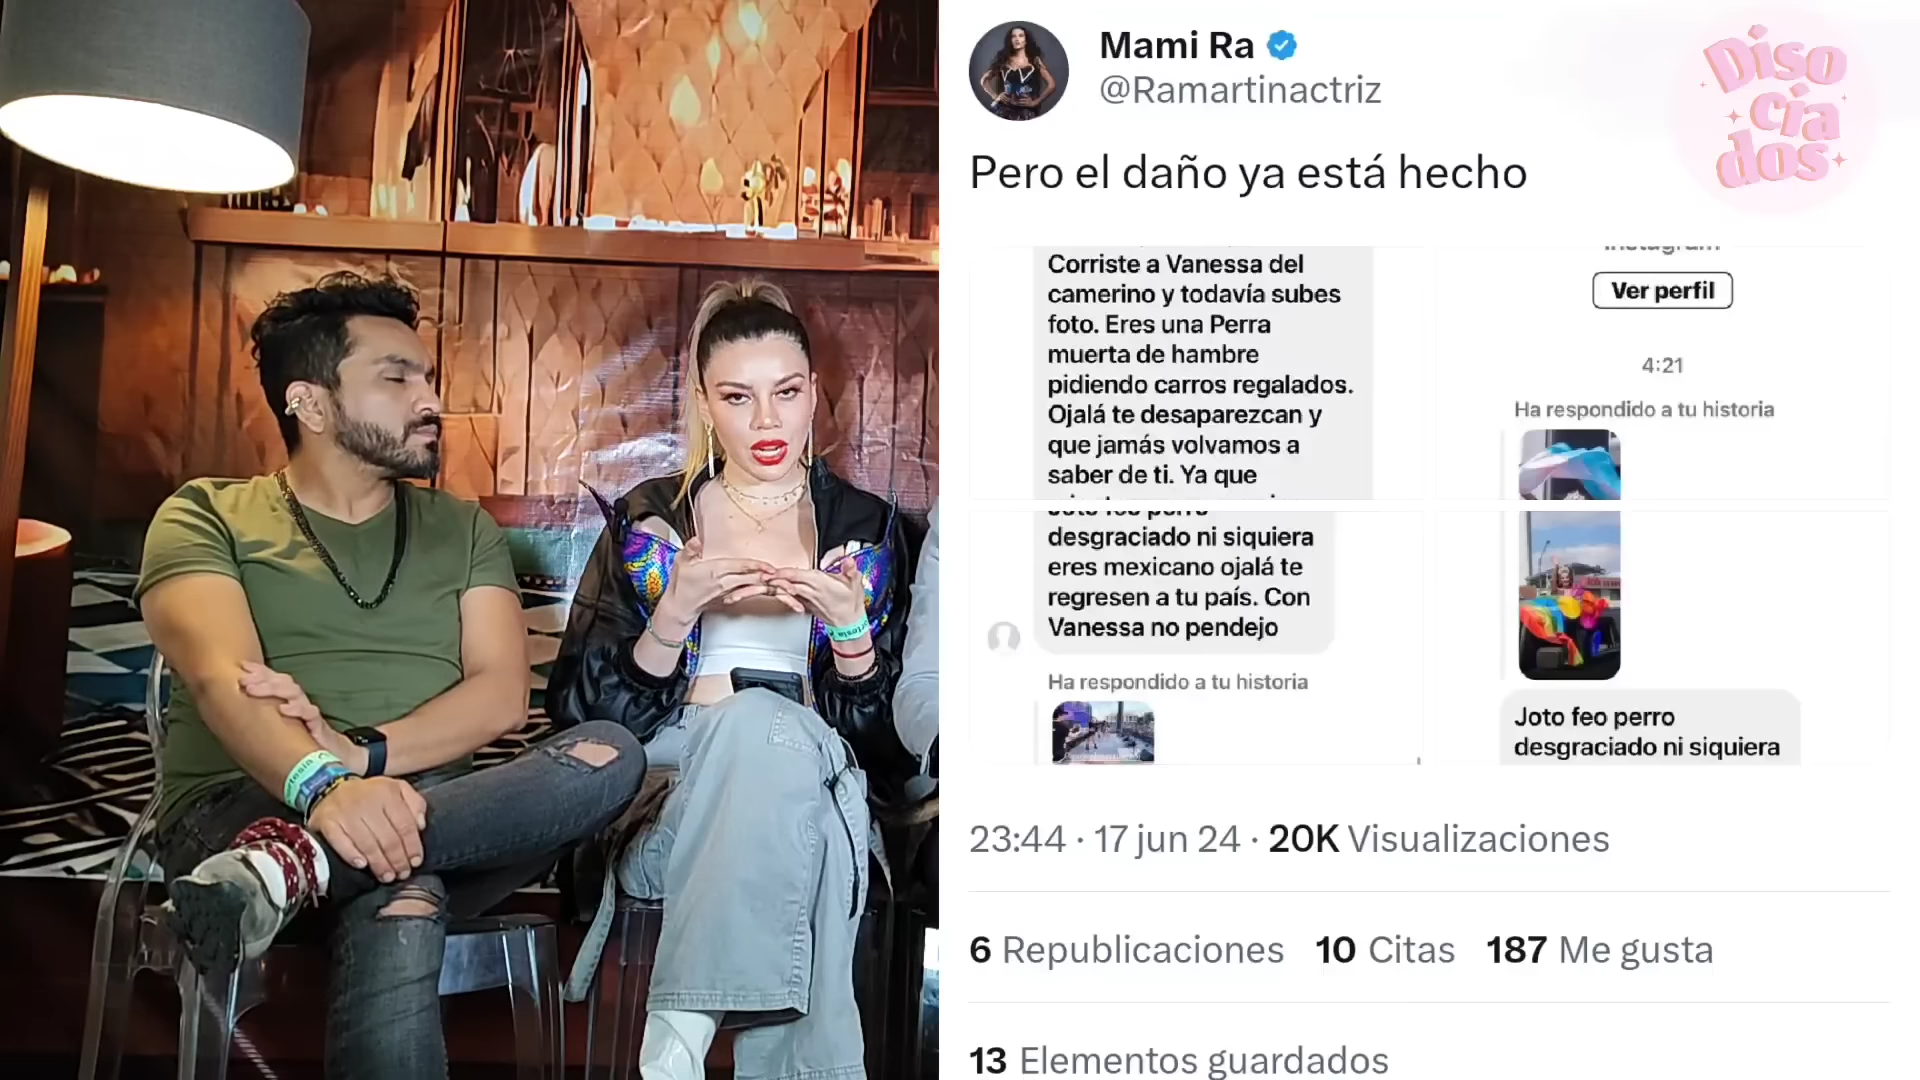 Mami Ra
@Ramartinactriz
Diso
cia
dos
Pero el daño ya está hecho
Corriste a Vanessa del
camerino y todavía subes
foto. Eres una Perra
muerta de hambre
pidiendo carros regalados.
Ojalá te desaparezcan y
que jamás volvamos a
saber de ti. Ya que
Instagram
Ver perfil
4:21
Ha respondido a tu historia
Joto feo perro
desgraciado ni siquiera
eres mexicano ojalá te
regresen a tu país. Con
Vanessa no pendejo
Ha respondido a tu historia
Joto feo perro
desgraciado ni siquiera
23:44 · 17 jun 24 · 20K Visualizaciones
6 Republicaciones 10 Citas 187 Me gusta
13 Elementos guardados